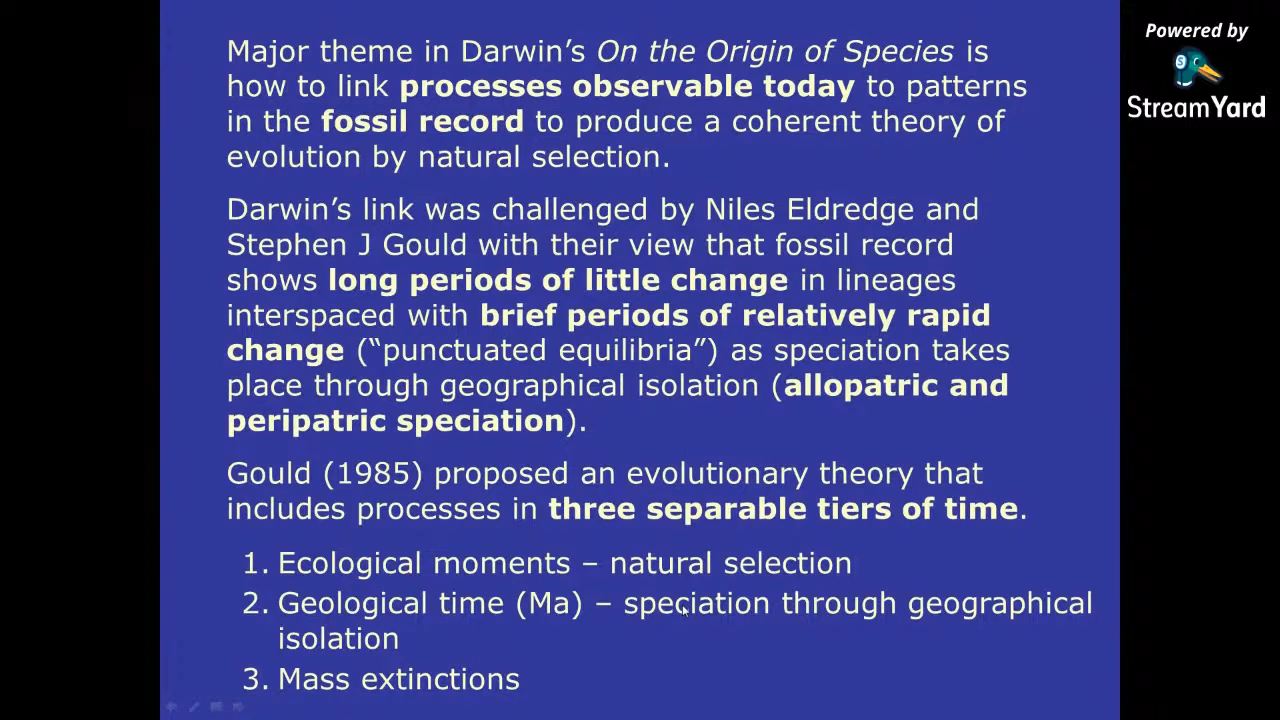 Major theme in Darwin’s On the Origin of Species is
how to link processes observable today to patterns
in the fossil record to produce a coherent theory of
evolution by natural selection.
Darwin’s link was challenged by Niles Eldredge and
Stephen J Gould with their view that fossil record
shows long periods of little change in lineages
interspaced with brief periods of relatively rapid
change (“punctuated equilibria”) as speciation takes
place through geographical isolation (allopatric and
peripatric speciation).
Gould (1985) proposed an evolutionary theory that
includes processes in three separable tiers of time.
1. Ecological moments – natural selection
2. Geological time (Ma) – speciation through geographical
isolation
3. Mass extinctions
Powered by
S
StreamYard